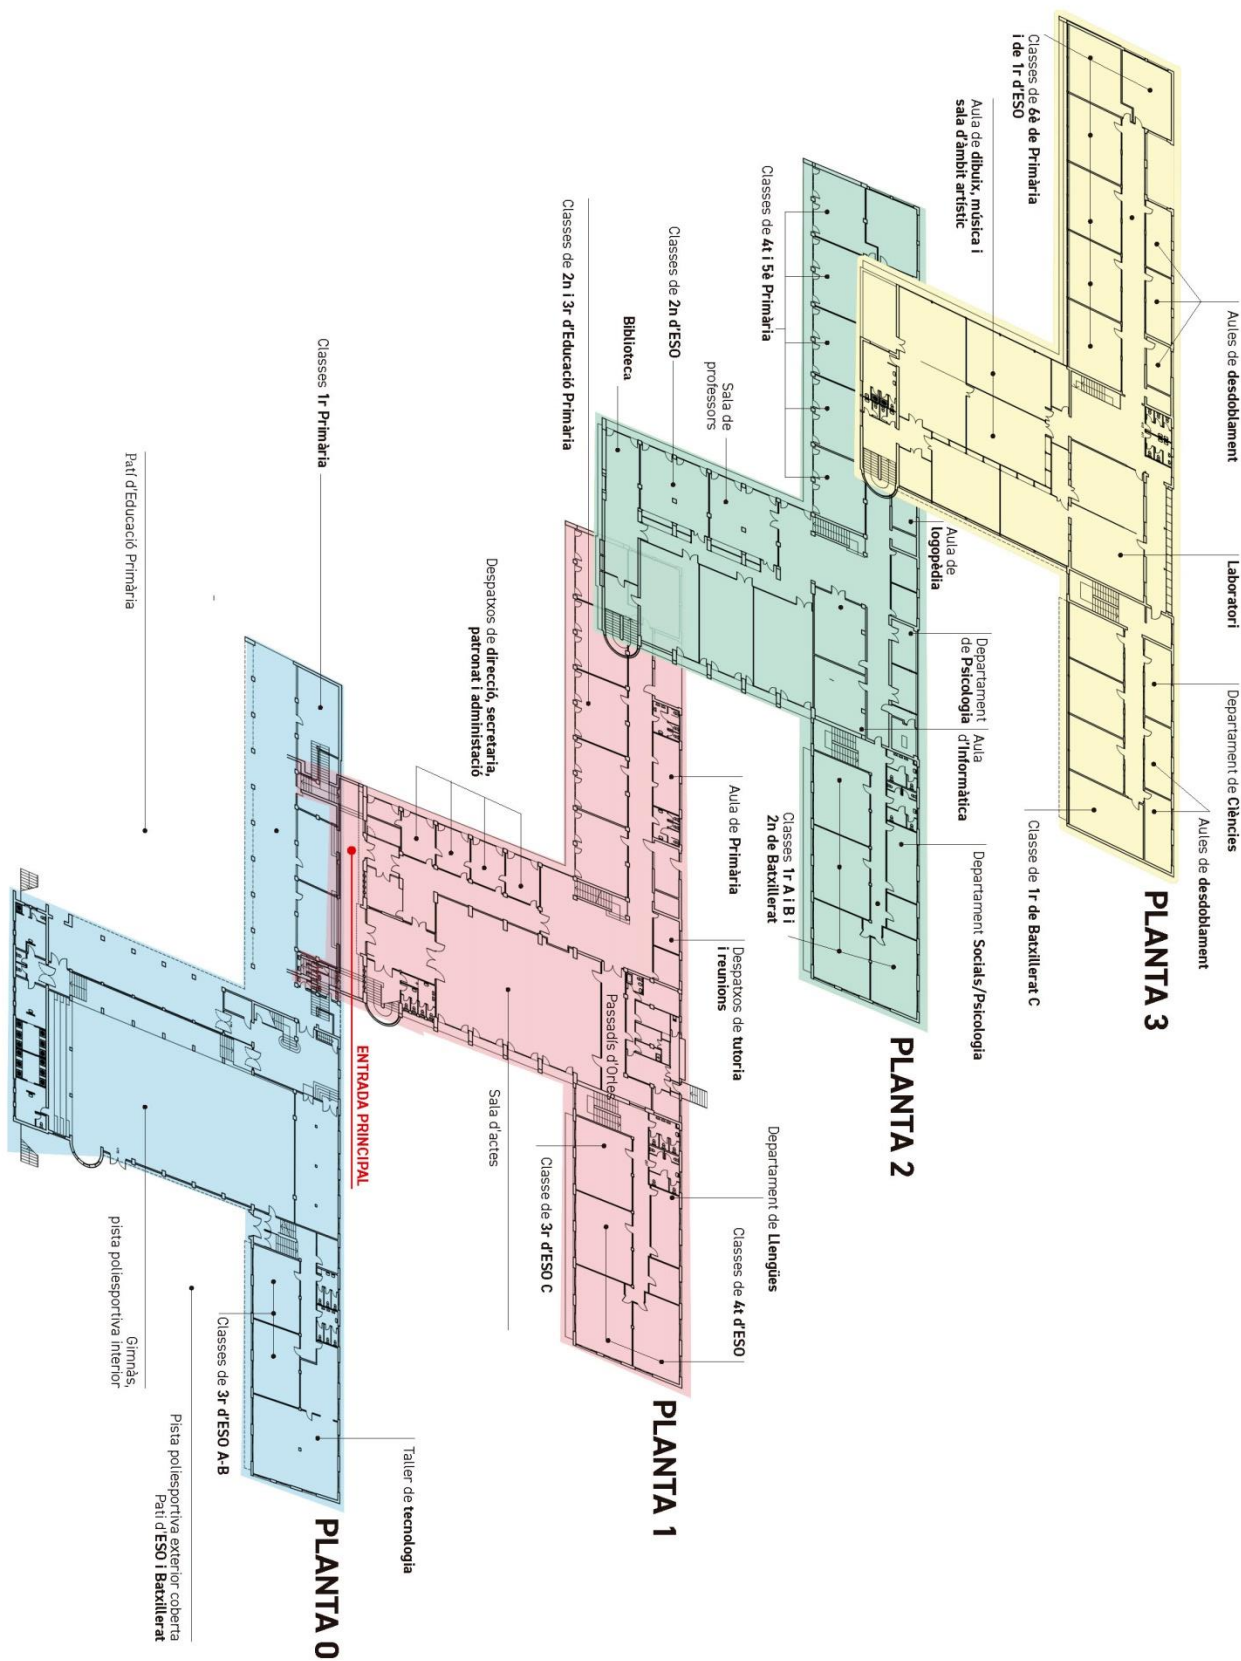 Aules de desdoblament
Laboratori
Departament de Ciències
Aules de desdoblament
PLANTA 3
Classes de 6è de Primària
i de 1r d'ESO
Classe de 1r de Batxillerat C
Aula de dibuix, música i
sala d'àmbit artístic
Aula de
logopèdia
Departament
de Psicologia
Aula
d'Informàtica
Departament Socials/Psicologia
PLANTA 2
Classes de 4t i 5è Primària
Classes 1r A i B i
2n de Batxillerat
Sala de
professors
Classes de 2n d'ESO
Biblioteca
Aula de Primària
Despatxos de tutoria
i reunions
Departament de Llengües
Classes de 4t d'ESO
PLANTA 1
Classes de 2n i 3r d'Educació Primària
Passadís d'Orles
Classe de 3r d'ESO C
Sala d'actes
Despatxos de direcció, secretaria,
patronat i administació
Classes 1r Primària
ENTRADA PRINCIPAL
Taller de tecnologia
PLANTA 0
Classes de 3r d'ESO A-B
Pista poliesportiva exterior coberta
Pati d'ESO i Batxillerat
Gimnàs,
pista poliesportiva interior
Patí d'Educació Primària